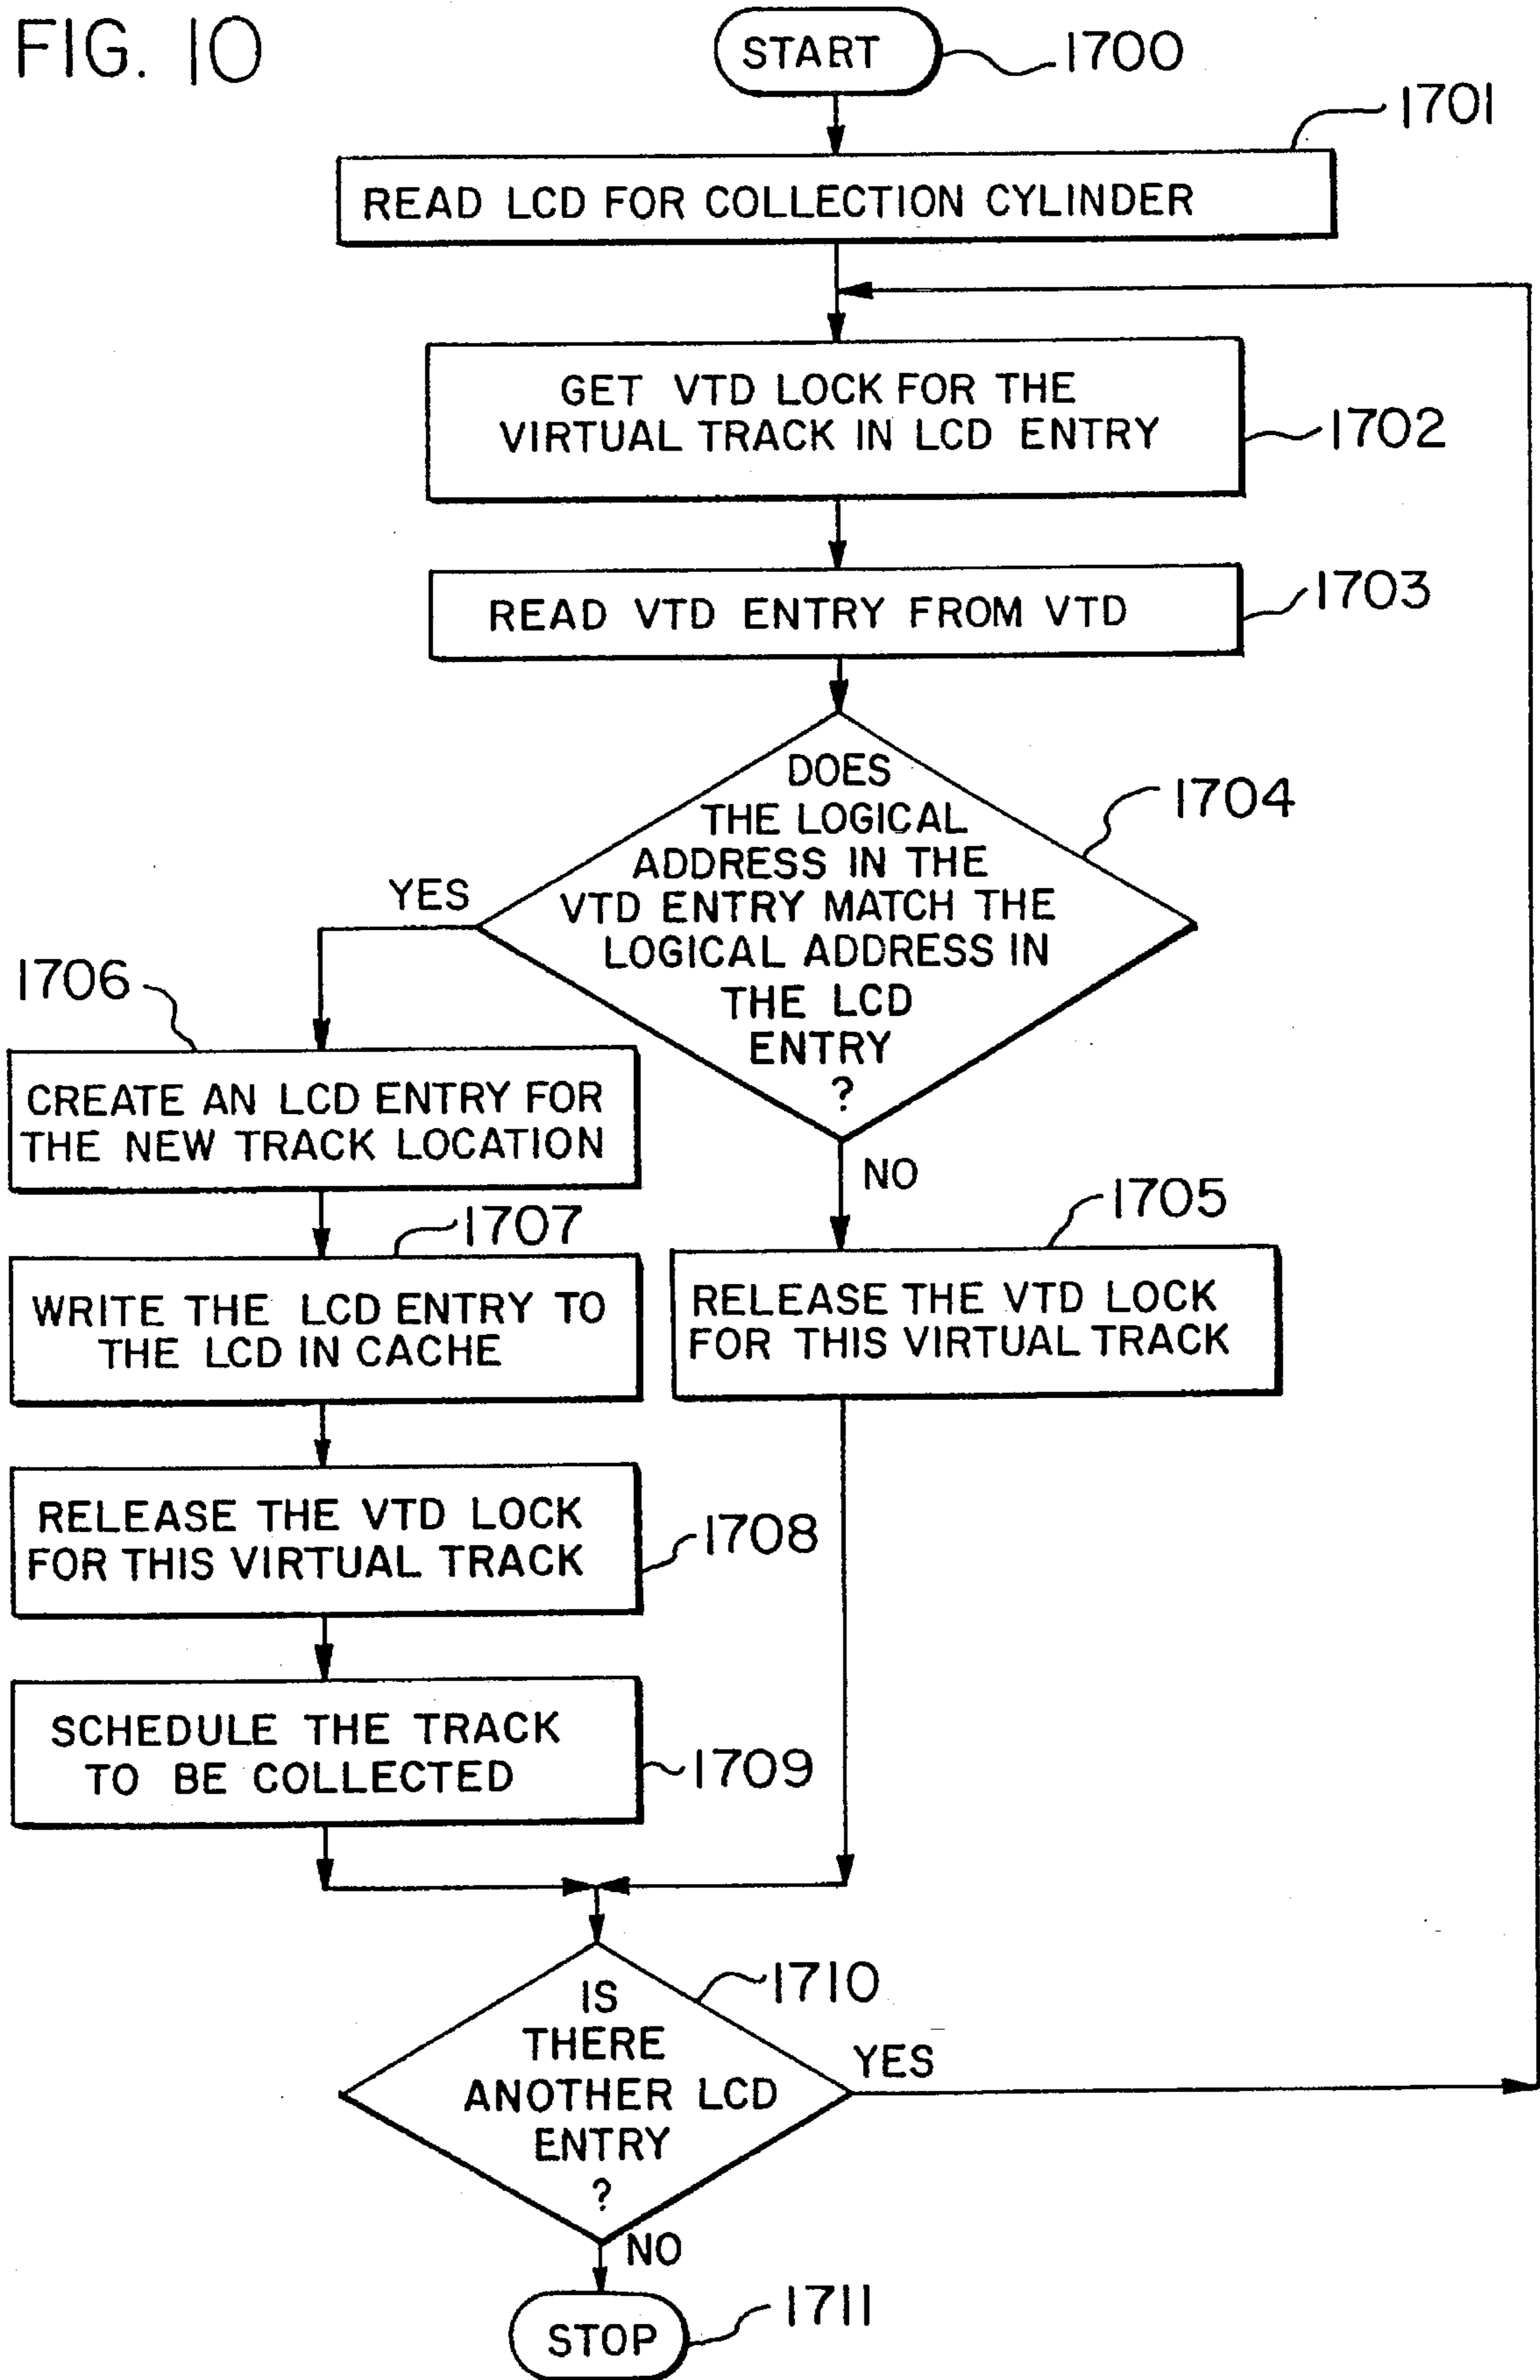 FIG. 10
START
1700
1701
READ LCD FOR COLLECTION CYLINDER
GET VTD LOCK FOR THE
VIRTUAL TRACK IN LCD ENTRY
1702
READ VTD ENTRY FROM VTD
1703
DOES
THE LOGICAL
ADDRESS IN THE
VTD ENTRY MATCH THE
LOGICAL ADDRESS IN
THE LCD
ENTRY
?
1704
YES
1706
CREATE AN LCD ENTRY FOR
THE NEW TRACK LOCATION
NO
1705
RELEASE THE VTD LOCK
FOR THIS VIRTUAL TRACK
1707
WRITE THE LCD ENTRY TO
THE LCD IN CACHE
RELEASE THE VTD LOCK
FOR THIS VIRTUAL TRACK
1708
SCHEDULE THE TRACK
TO BE COLLECTED
1709
1710
IS
THERE
ANOTHER LCD
ENTRY
?
YES
NO
STOP
1711